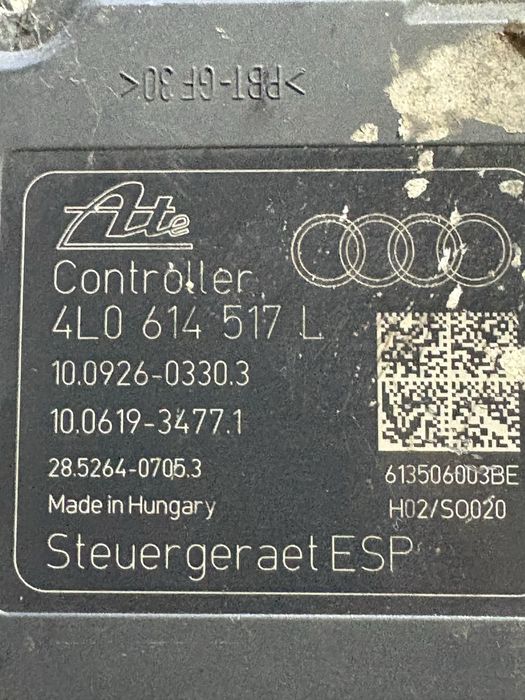 >PBT-GF30<
Ate
Controller
4L0 614 517 L
10.0926-0330.3
10.0619-3477.1
28.5264-0705.3
Made in Hungary
613506003BE
H02/SO020
Steuergeraet ESP